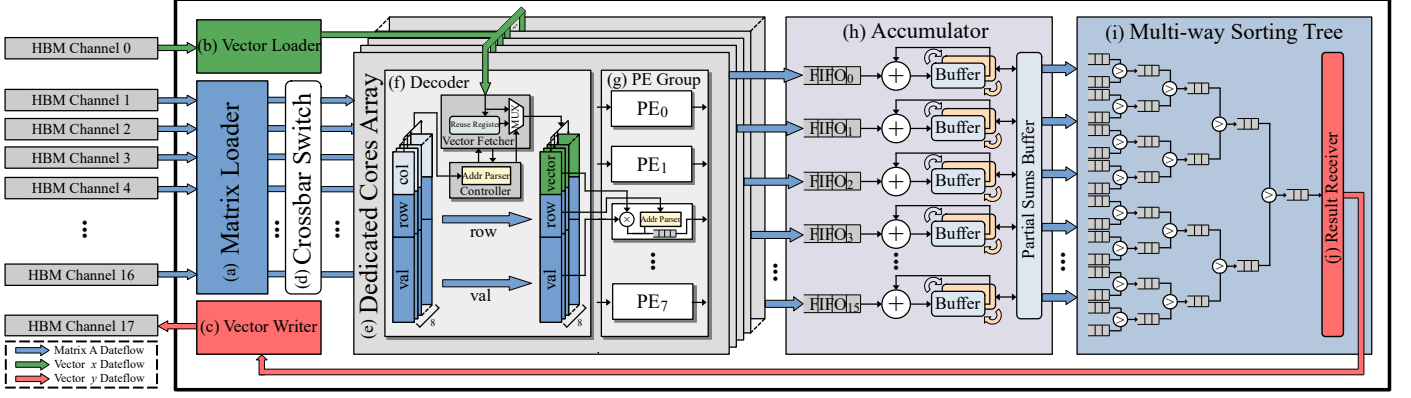 HBM Channel 0
HBM Channel 1
HBM Channel 2
HBM Channel 3
HBM Channel 4
HBM Channel 16
HBM Channel 17
Matrix A Dateflow
Vector x Dateflow
Vector y Dateflow
(b) Vector Loader
(a) Matrix Loader
(c) Vector Writer
(d) Crossbar Switch
(e) Dedicated Cores Array
(f) Decoder
Reuse Register
MUX
Vector Fetcher
Addr Parser
Controller
col
row
val
8
row
val
vector
row
val
8
(g) PE Group
PE0
PE1
Addr Parser
PE7
(h) Accumulator
FIFO0
Buffer
FIFO1
Buffer
FIFO2
Buffer
FIFO3
Buffer
FIFO15
Buffer
Partial Sums Buffer
(i) Multi-way Sorting Tree
(j) Result Receiver